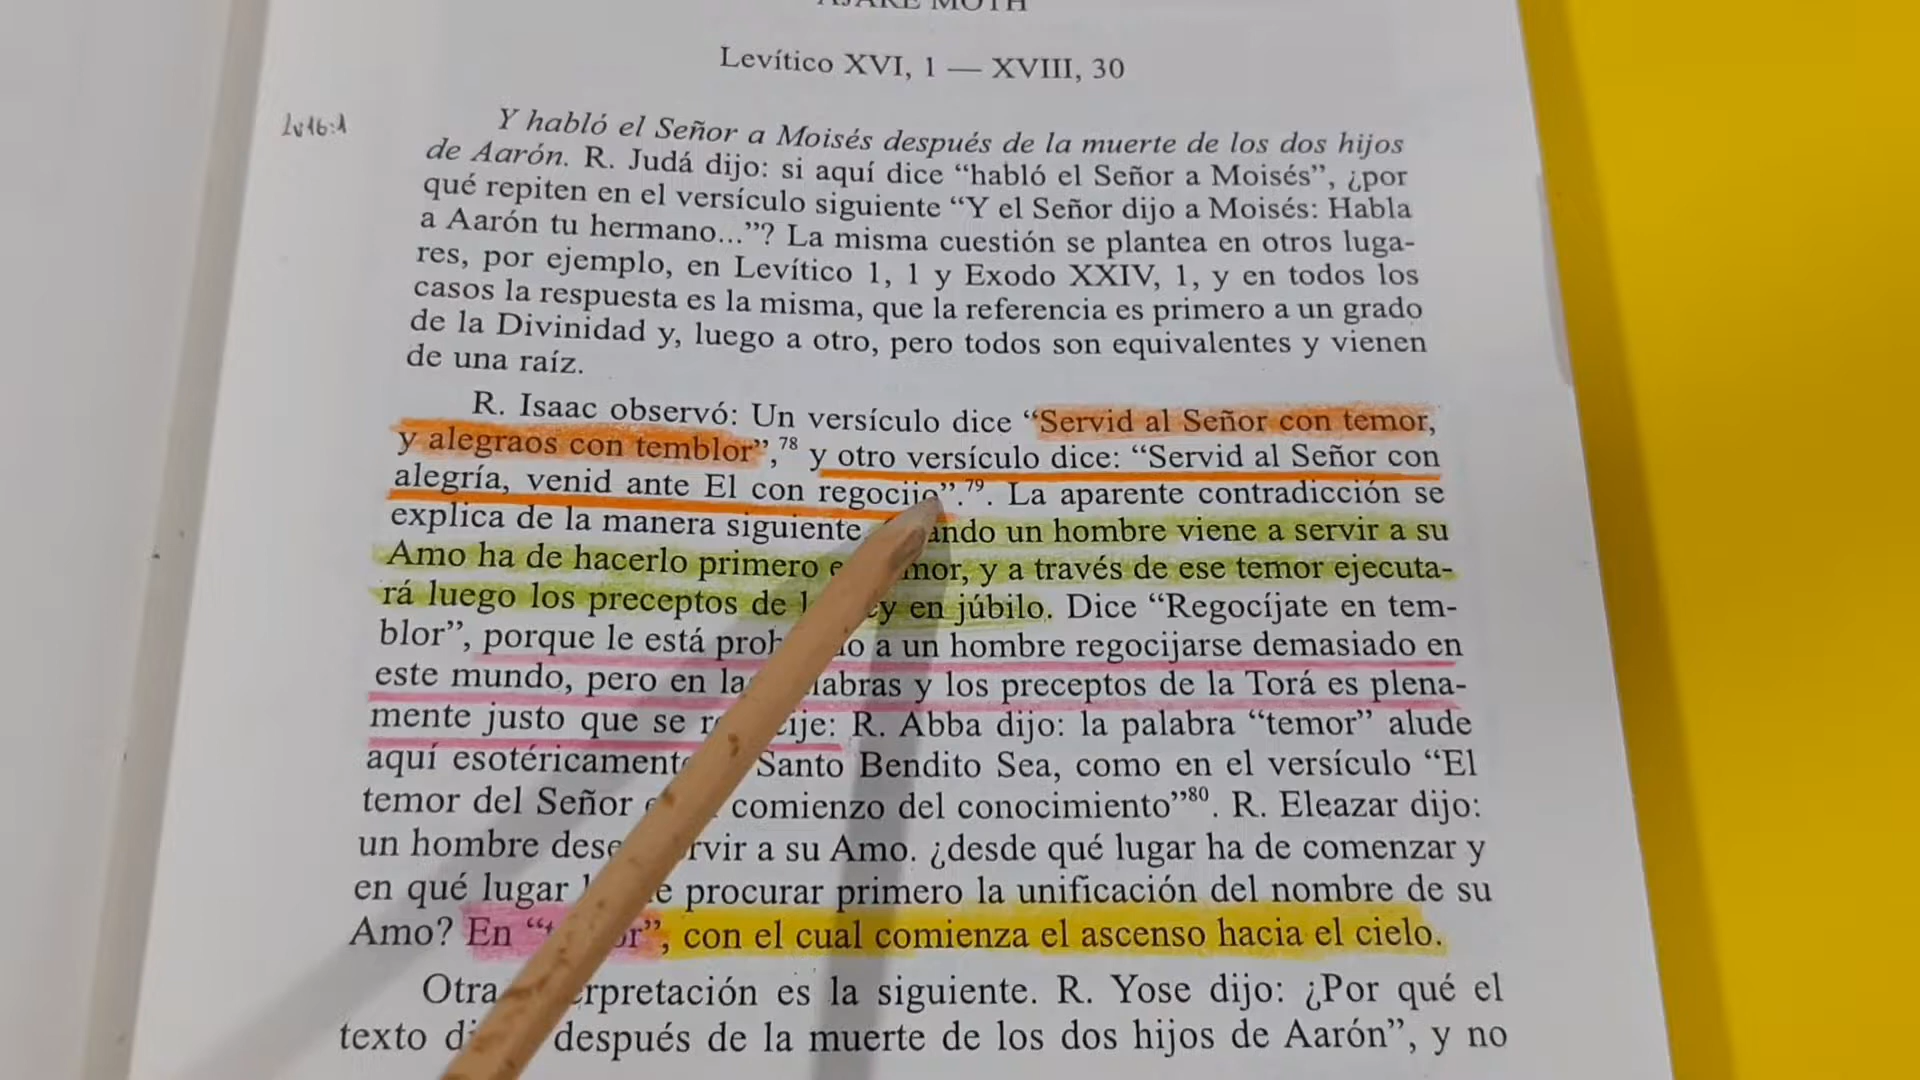 AJARE MOTH
Levítico XVI, 1 — XVIII, 30
Lv16:1
Y habló el Señor a Moisés después de la muerte de los dos hijos
de Aarón. R. Judá dijo: si aquí dice “habló el Señor a Moisés”, ¿por
qué repiten en el versículo siguiente “Y el Señor dijo a Moisés: Habla
a Aarón tu hermano...”? La misma cuestión se plantea en otros luga-
res, por ejemplo, en Levítico 1, 1 y Exodo XXIV, 1, y en todos los
casos la respuesta es la misma, que la referencia es primero a un grado
de la Divinidad y, luego a otro, pero todos son equivalentes y vienen
de una raíz.
R. Isaac observó: Un versículo dice “Servid al Señor con temor,
y alegraos con temblor”,78 y otro versículo dice: “Servid al Señor con
alegría, venid ante El con regocijo”.79. La aparente contradicción se
explica de la manera siguiente. ando un hombre viene a servir a su
Amo ha de hacerlo primero e mor, y a través de ese temor ejecuta-
rá luego los preceptos de l ey en júbilo. Dice “Regocíjate en tem-
blor”, porque le está prohi o a un hombre regocijarse demasiado en
este mundo, pero en la labras y los preceptos de la Torá es plena-
mente justo que se r ije: R. Abba dijo: la palabra “temor” alude
aquí esotéricament Santo Bendito Sea, como en el versículo “El
temor del Señor e comienzo del conocimiento”80. R. Eleazar dijo:
un hombre dese rvir a su Amo. ¿desde qué lugar ha de comenzar y
en qué lugar e procurar primero la unificación del nombre de su
Amo? En “t or”, con el cual comienza el ascenso hacia el cielo.
Otra erpretación es la siguiente. R. Yose dijo: ¿Por qué el
texto di después de la muerte de los dos hijos de Aarón”, y no